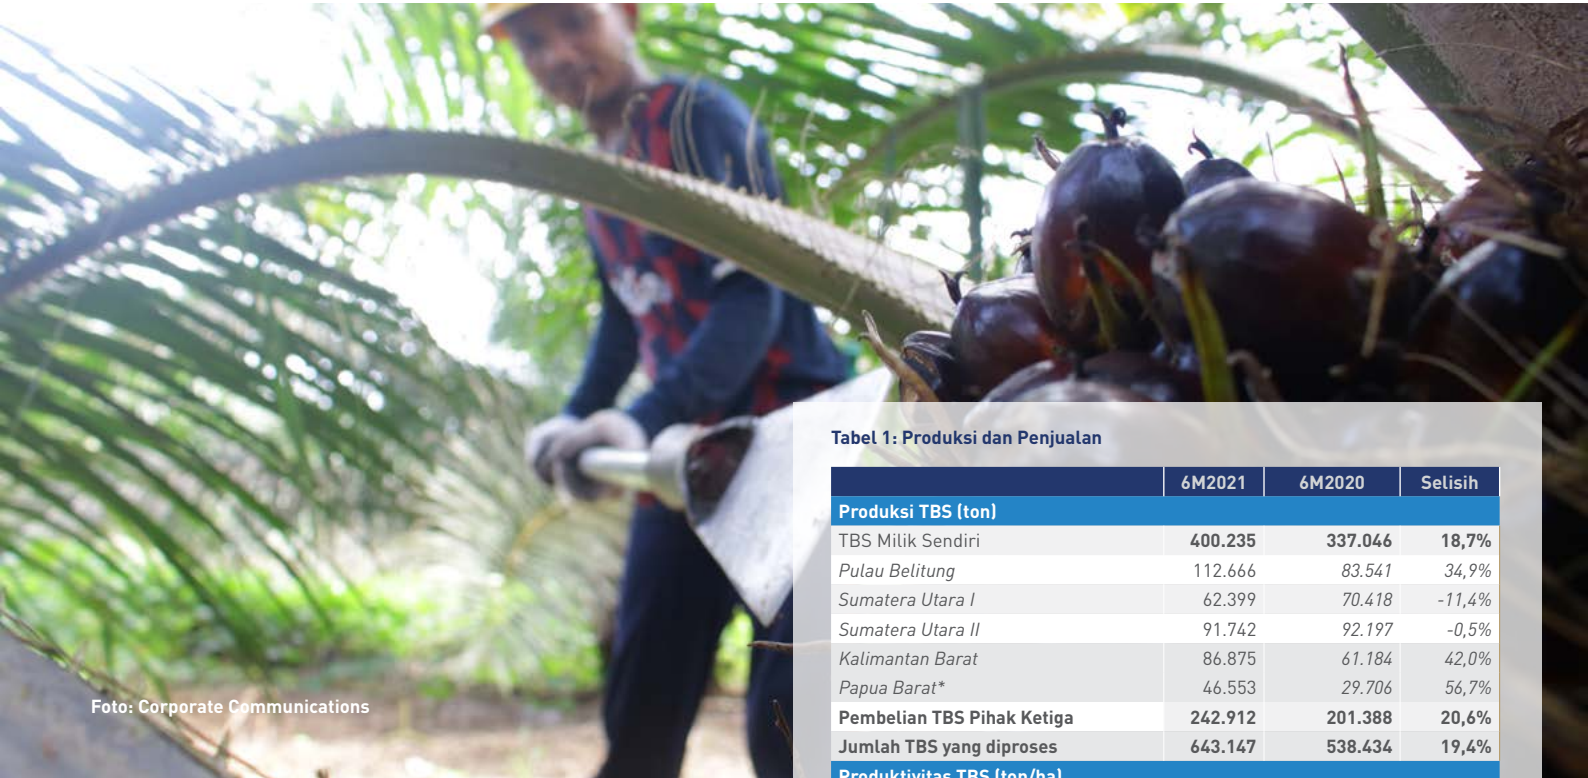 Tabel 1: Produksi dan Penjualan
6M2021 6M2020 Selisih
Produksi TBS (ton)
TBS Milik Sendiri 400.235 337.046 18,7%
Pulau Belitung 112.666 83.541 34,9%
Sumatera Utara I 62.399 70.418 -11,4%
Sumatera Utara II 91.742 92.197 -0,5%
Kalimantan Barat 86.875 61.184 42,0%
Papua Barat* 46.553 29.706 56,7%
Pembelian TBS Pihak Ketiga 242.912 201.388 20,6%
Jumlah TBS yang diproses 643.147 538.434 19,4%
Produktivitas TBS (ton/ha)
Foto: Corporate Communications